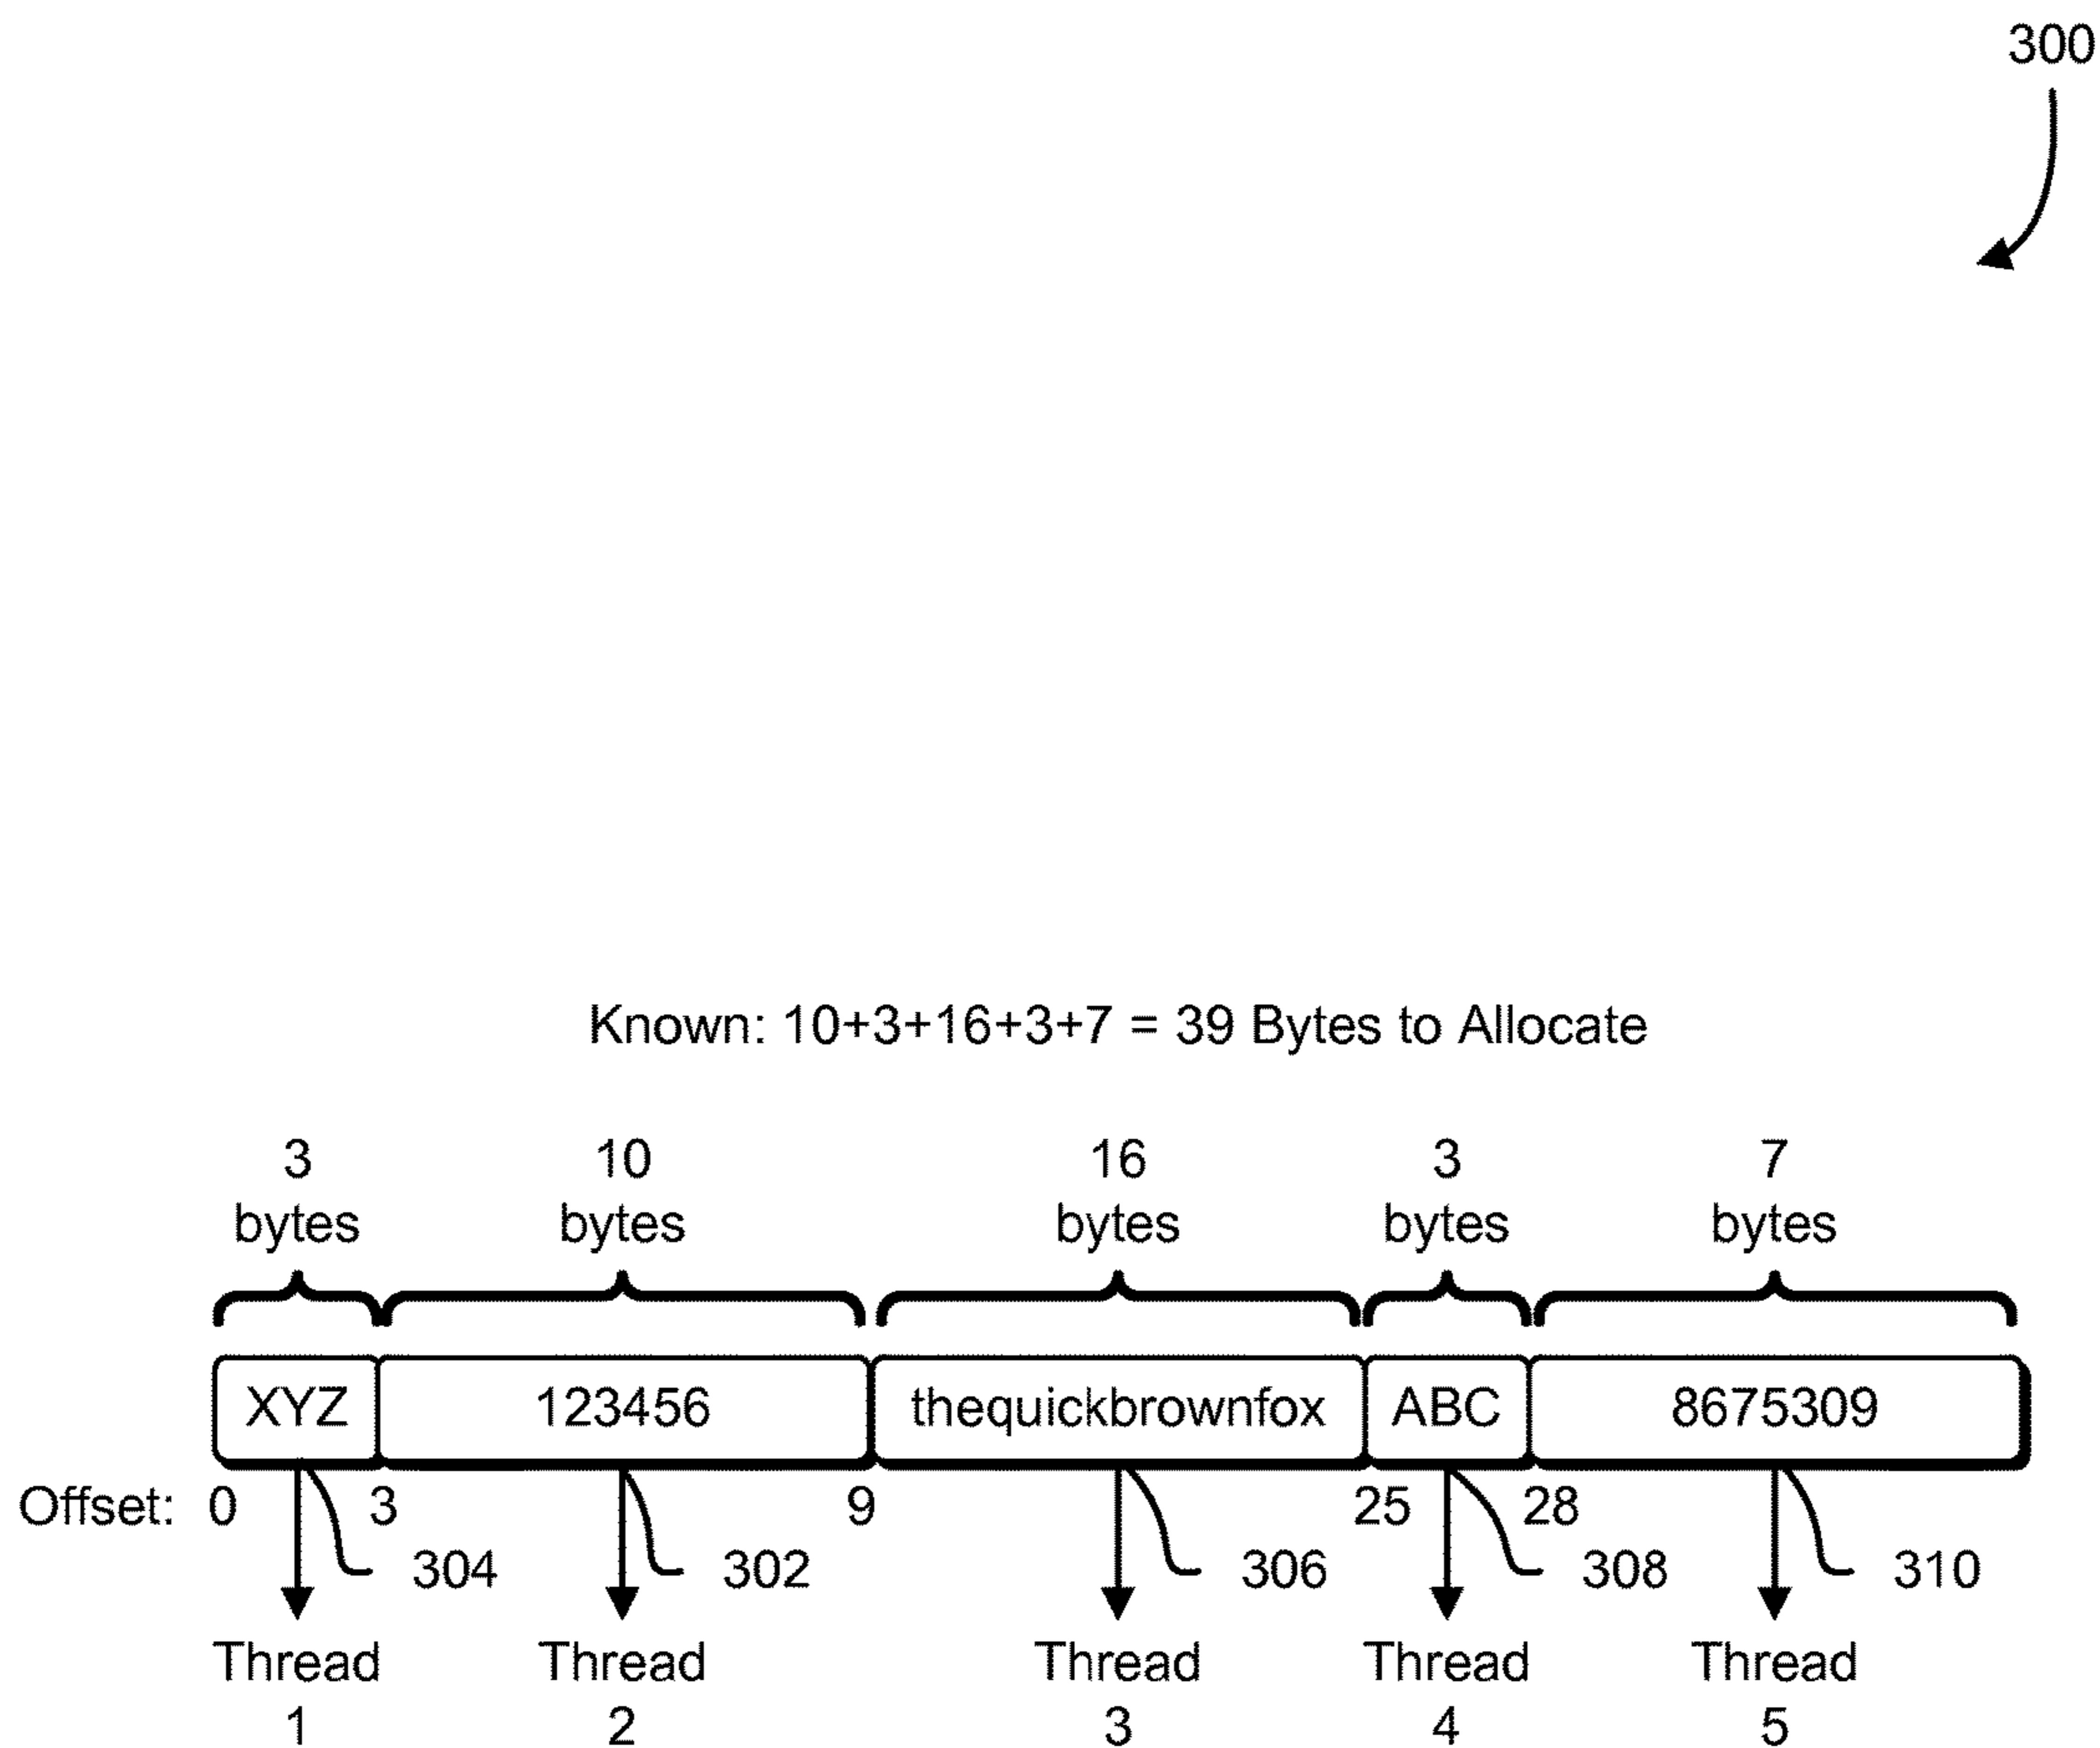 300
Known: 10+3+16+3+7 = 39 Bytes to Allocate
3 10 16 3 7
bytes bytes bytes bytes bytes
XYZ 123456 thequickbrownfox ABC 8675309
Offset: 0 3 9 25 28
304 302 306 308 310
Thread Thread Thread Thread Thread
1 2 3 4 5